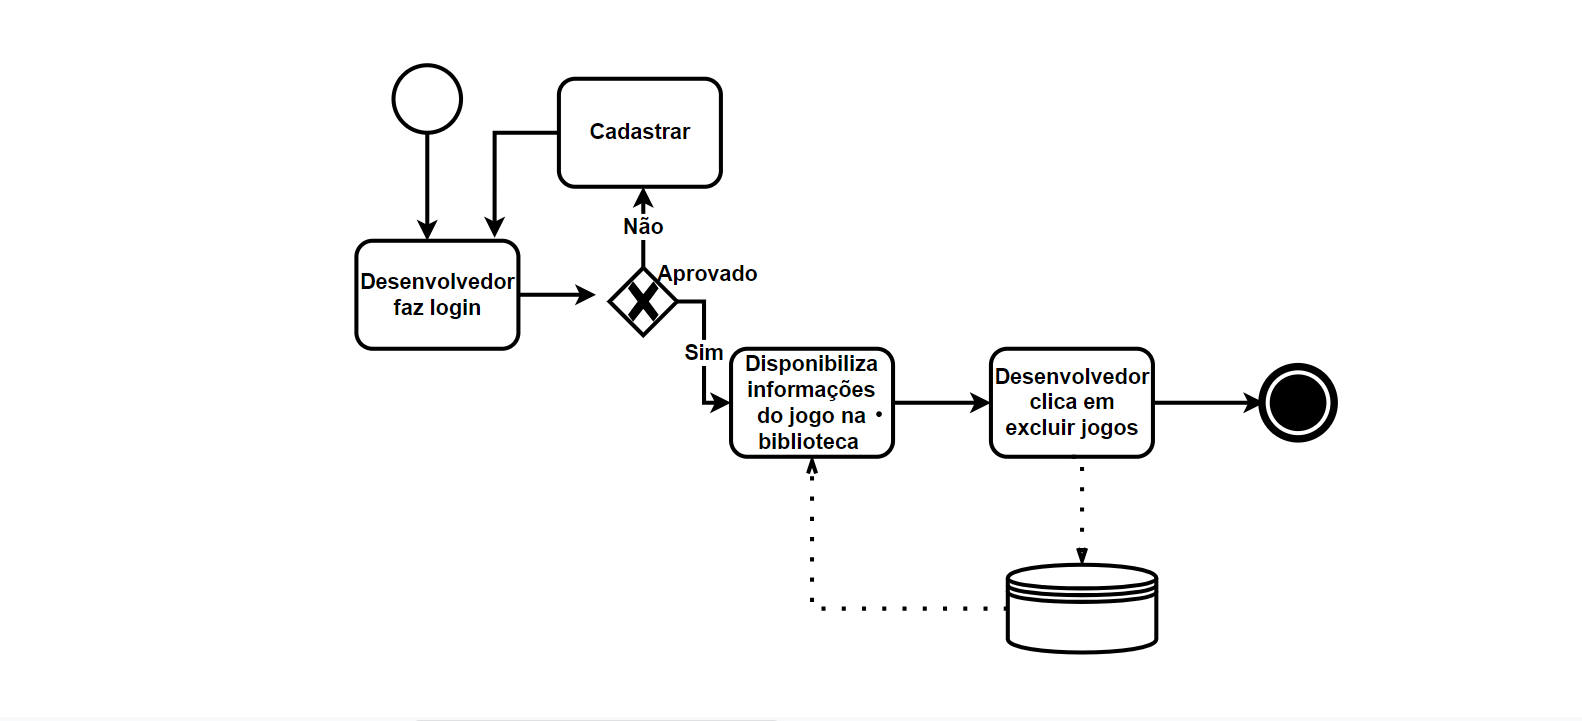 Cadastrar
Não
Aprovado
Desenvolvedor
faz login
Sim
Disponibiliza
informações
do jogo na
biblioteca
Desenvolvedor
clica em
excluir jogos